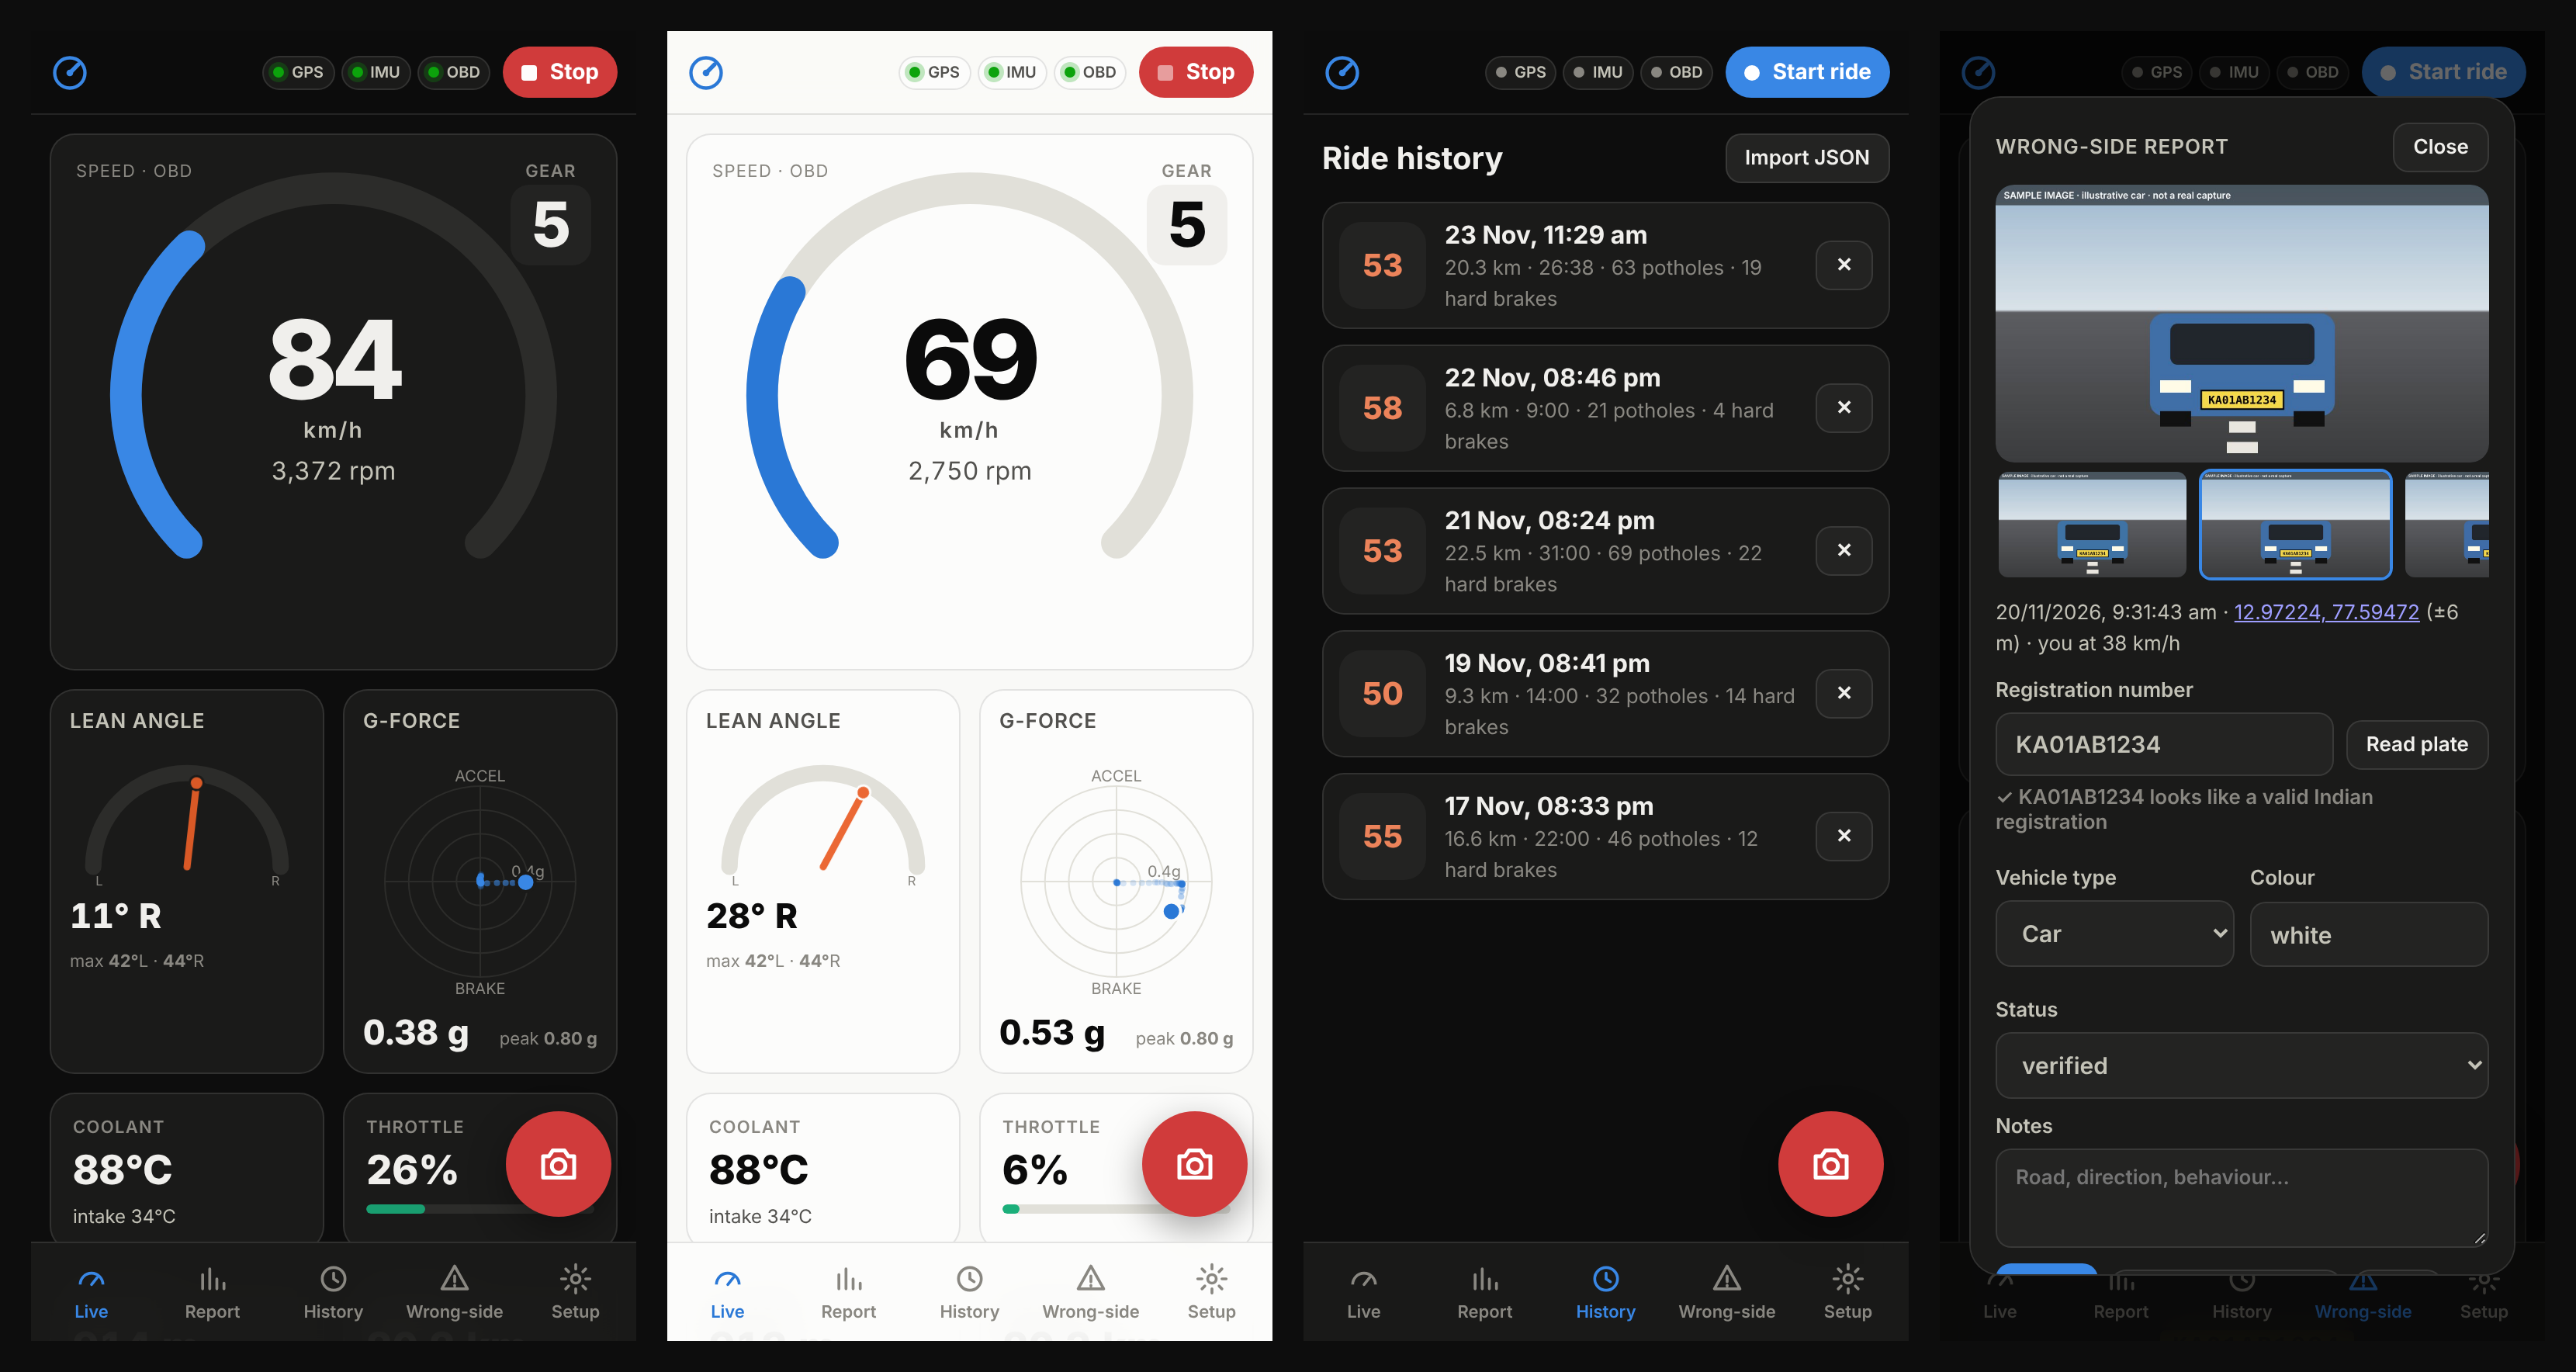 GPS
IMU
OBD
Stop
SPEED · OBD
GEAR
5
84
km/h
3,372 rpm
LEAN ANGLE
L
R
11° R
max 42°L · 44°R
G-FORCE
ACCEL
0.4g
BRAKE
0.38 g
peak 0.80 g
COOLANT
88°C
intake 34°C
THROTTLE
26%
Live
Report
History
Wrong-side
Setup
GPS
IMU
OBD
Stop
SPEED · OBD
GEAR
5
69
km/h
2,750 rpm
LEAN ANGLE
L
R
28° R
max 42°L · 44°R
G-FORCE
ACCEL
0.4g
BRAKE
0.53 g
peak 0.80 g
COOLANT
88°C
intake 34°C
THROTTLE
6%
Live
Report
History
Wrong-side
Setup
GPS
IMU
OBD
Start ride
Ride history
Import JSON
53
23 Nov, 11:29 am
20.3 km · 26:38 · 63 potholes · 19
hard brakes
×
58
22 Nov, 08:46 pm
6.8 km · 9:00 · 21 potholes · 4 hard
brakes
×
53
21 Nov, 08:24 pm
22.5 km · 31:00 · 69 potholes · 22
hard brakes
×
50
19 Nov, 08:41 pm
9.3 km · 14:00 · 32 potholes · 14 hard
brakes
×
55
17 Nov, 08:33 pm
16.6 km · 22:00 · 46 potholes · 12
hard brakes
×
Live
Report
History
Wrong-side
Setup
GPS
IMU
OBD
Start ride
WRONG-SIDE REPORT
Close
SAMPLE IMAGE · illustrative car · not a real capture
KA01AB1234
KA01AB1234
KA01AB1234
20/11/2026, 9:31:43 am · 12.97224, 77.59472 (±6
m) · you at 38 km/h
Registration number
KA01AB1234
Read plate
✓ KA01AB1234 looks like a valid Indian
registration
Vehicle type
Colour
Car
white
Status
verified
Notes
Road, direction, behaviour...
Live
Report
History
Wrong-side
Setup